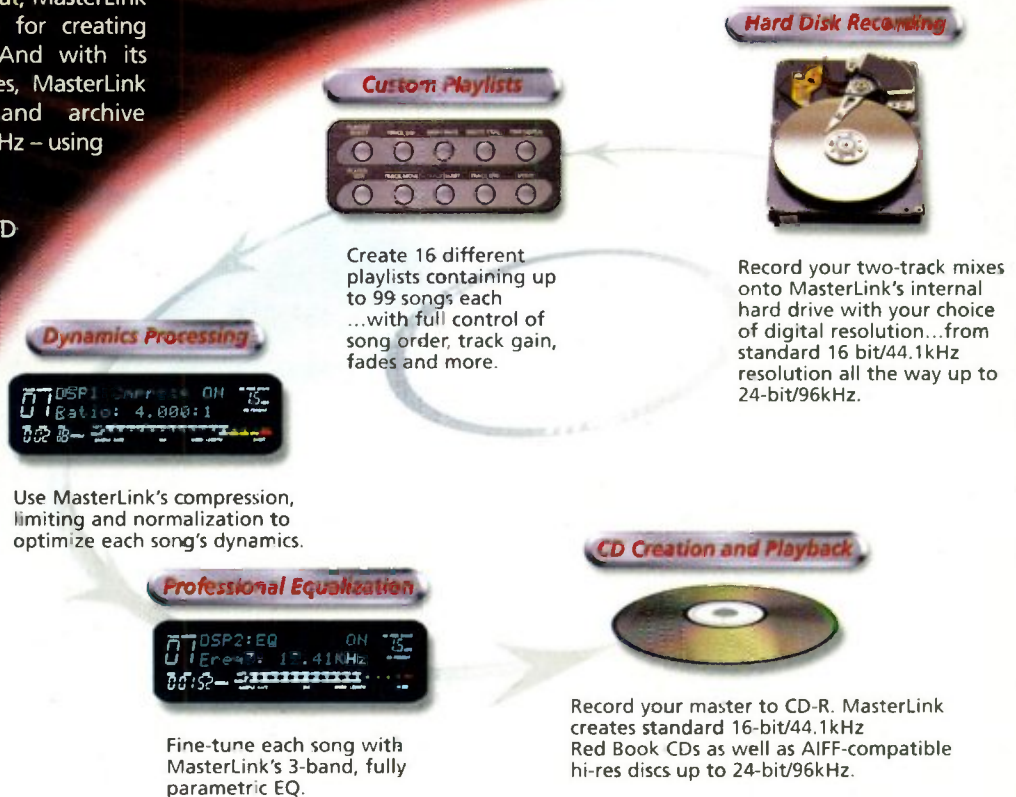 MasterLink
for creating
And with its
es, MasterLink
and archive
Hz – using
Hard Disk Recording
Record your two-track mixes
onto MasterLink's internal
hard drive with your choice
of digital resolution...from
standard 16 bit/44.1kHz
resolution all the way up to
24-bit/96kHz.
Custom Playlists
Create 16 different
playlists containing up
to 99 songs each
...with full control of
song order, track gain,
fades and more.
Dynamics Processing
07 DSP1 ON
Ratio: 4.000:1
Use MasterLink's compression,
limiting and normalization to
optimize each song's dynamics.
Professional Equalization
07 DSP2:EQ ON
00:52
Fine-tune each song with
MasterLink's 3-band, fully
parametric EQ.
CD Creation and Playback
Record your master to CD-R. MasterLink
creates standard 16-bit/44.1kHz
Red Book CDs as well as AIFF-compatible
hi-res discs up to 24-bit/96kHz.